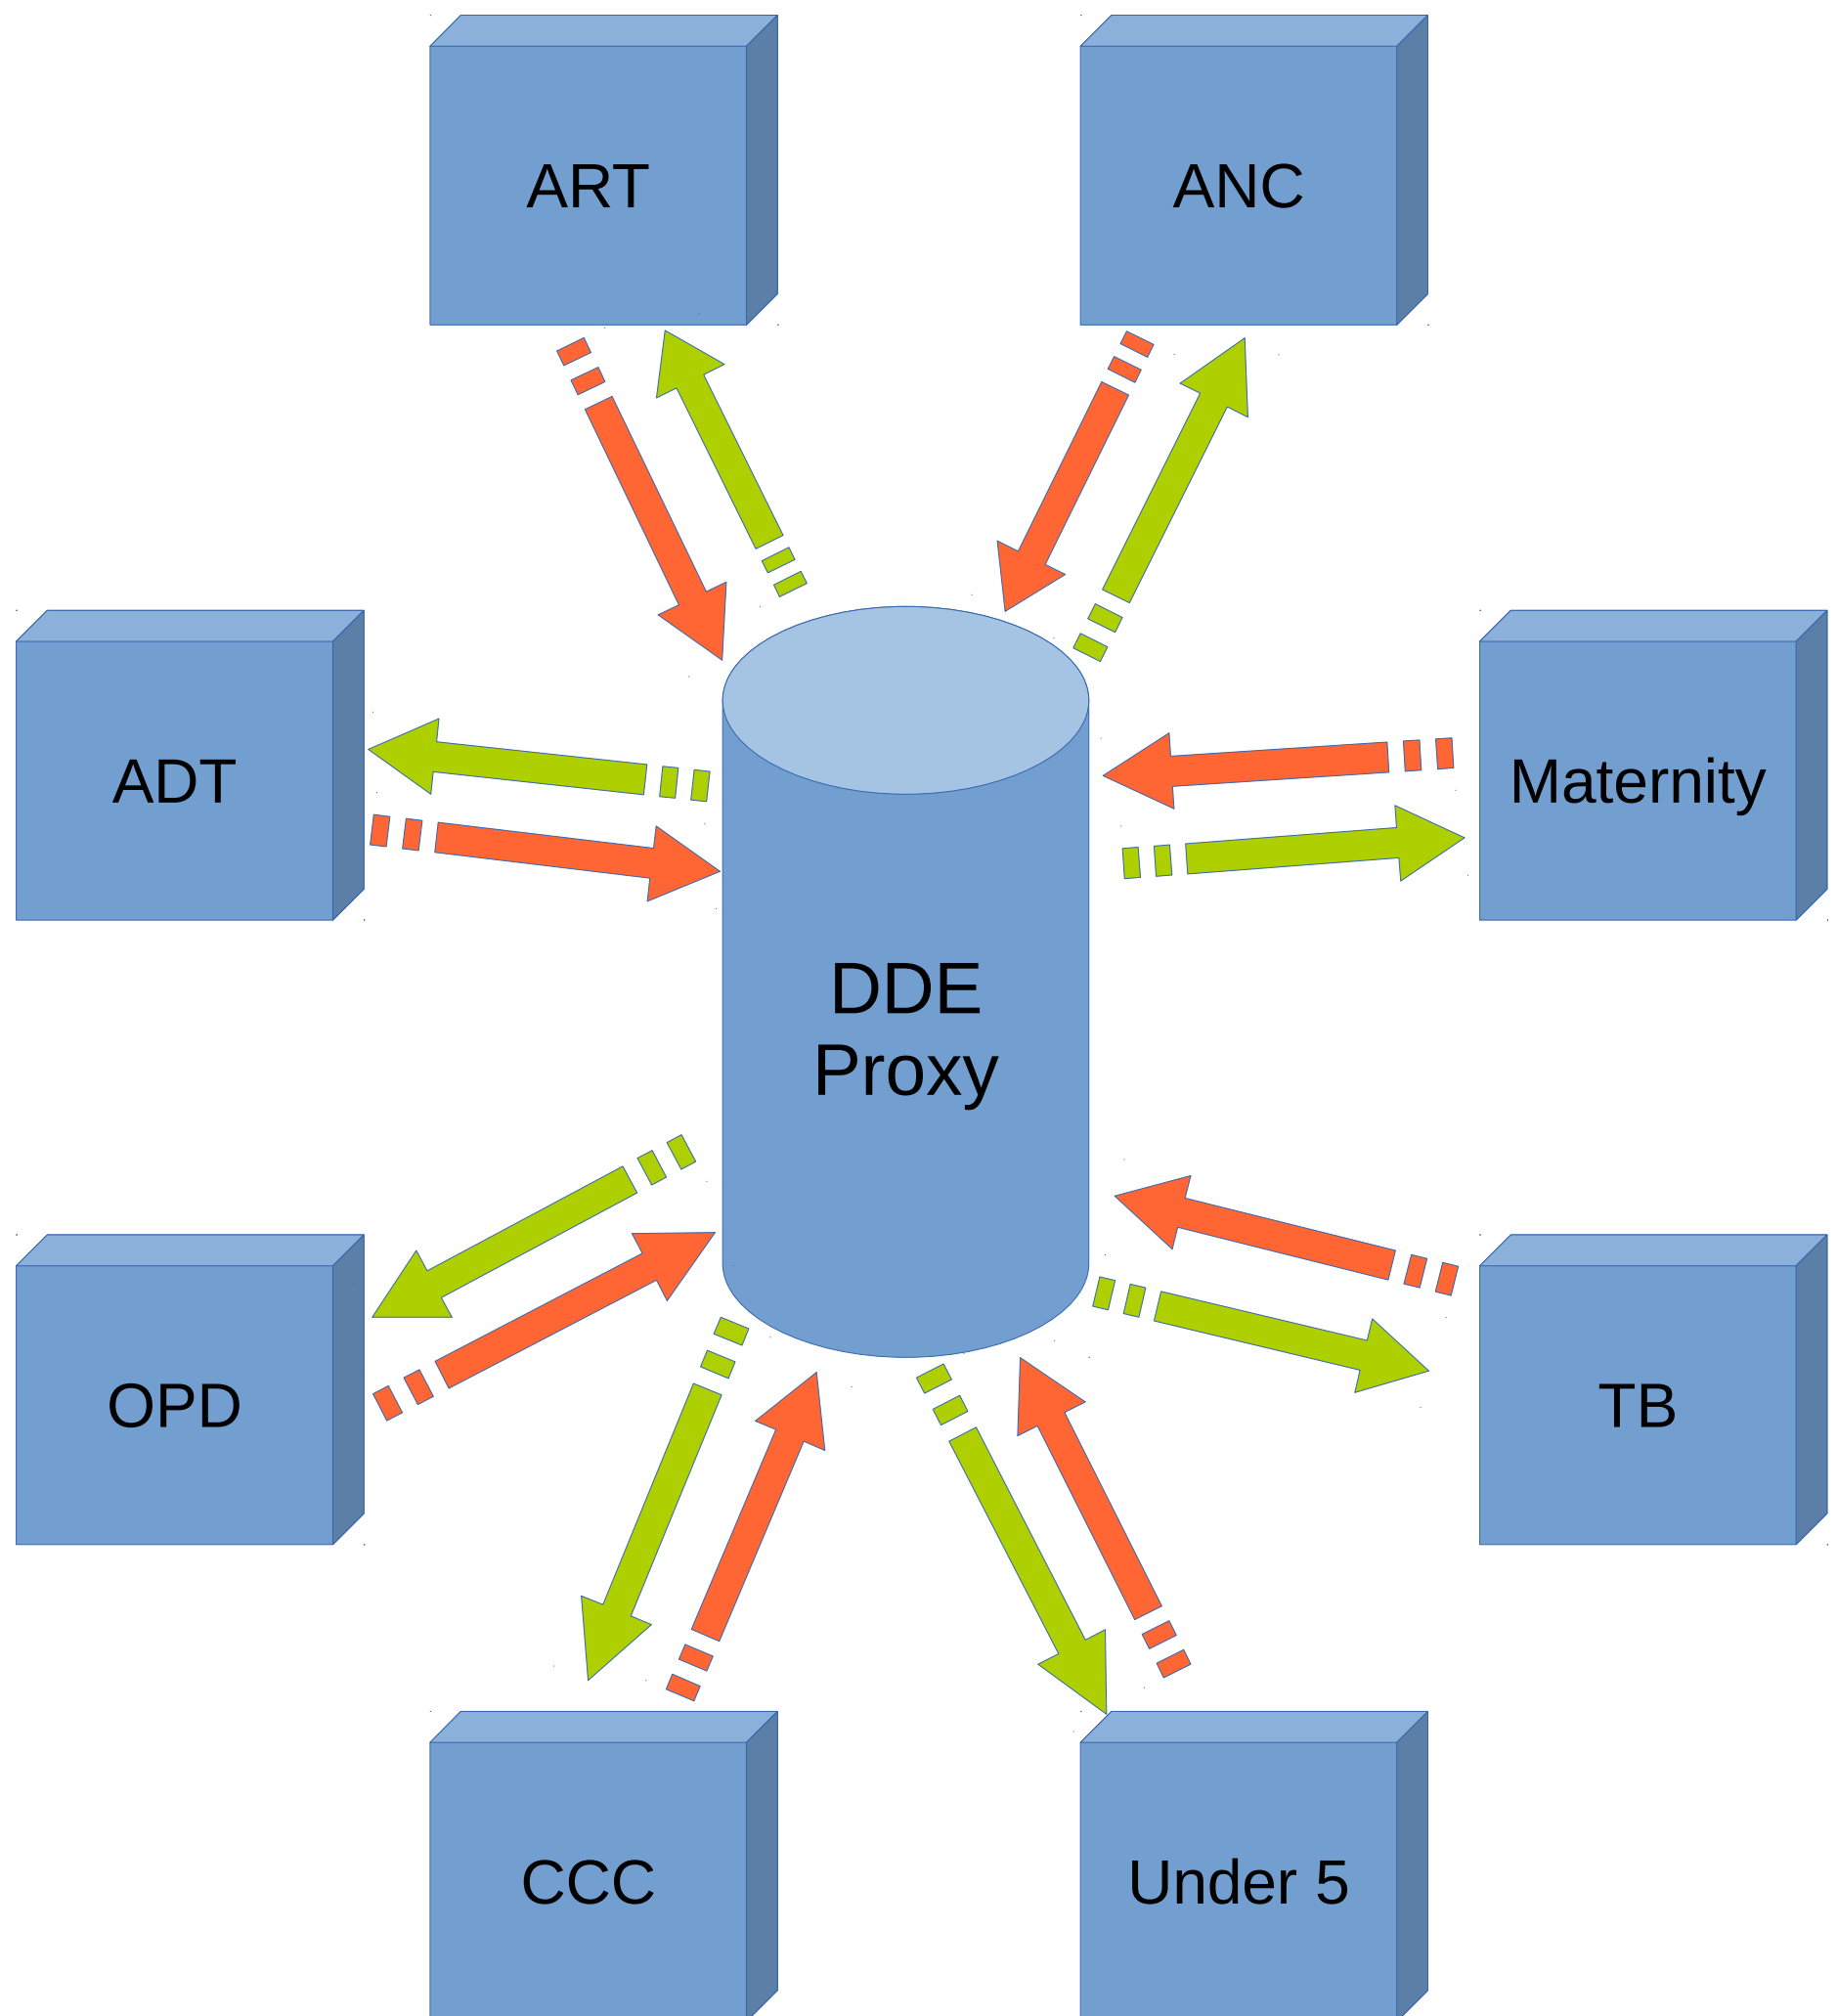 ART
ANC
ADT
Maternity
DDE
Proxy
OPD
TB
CCC
Under 5